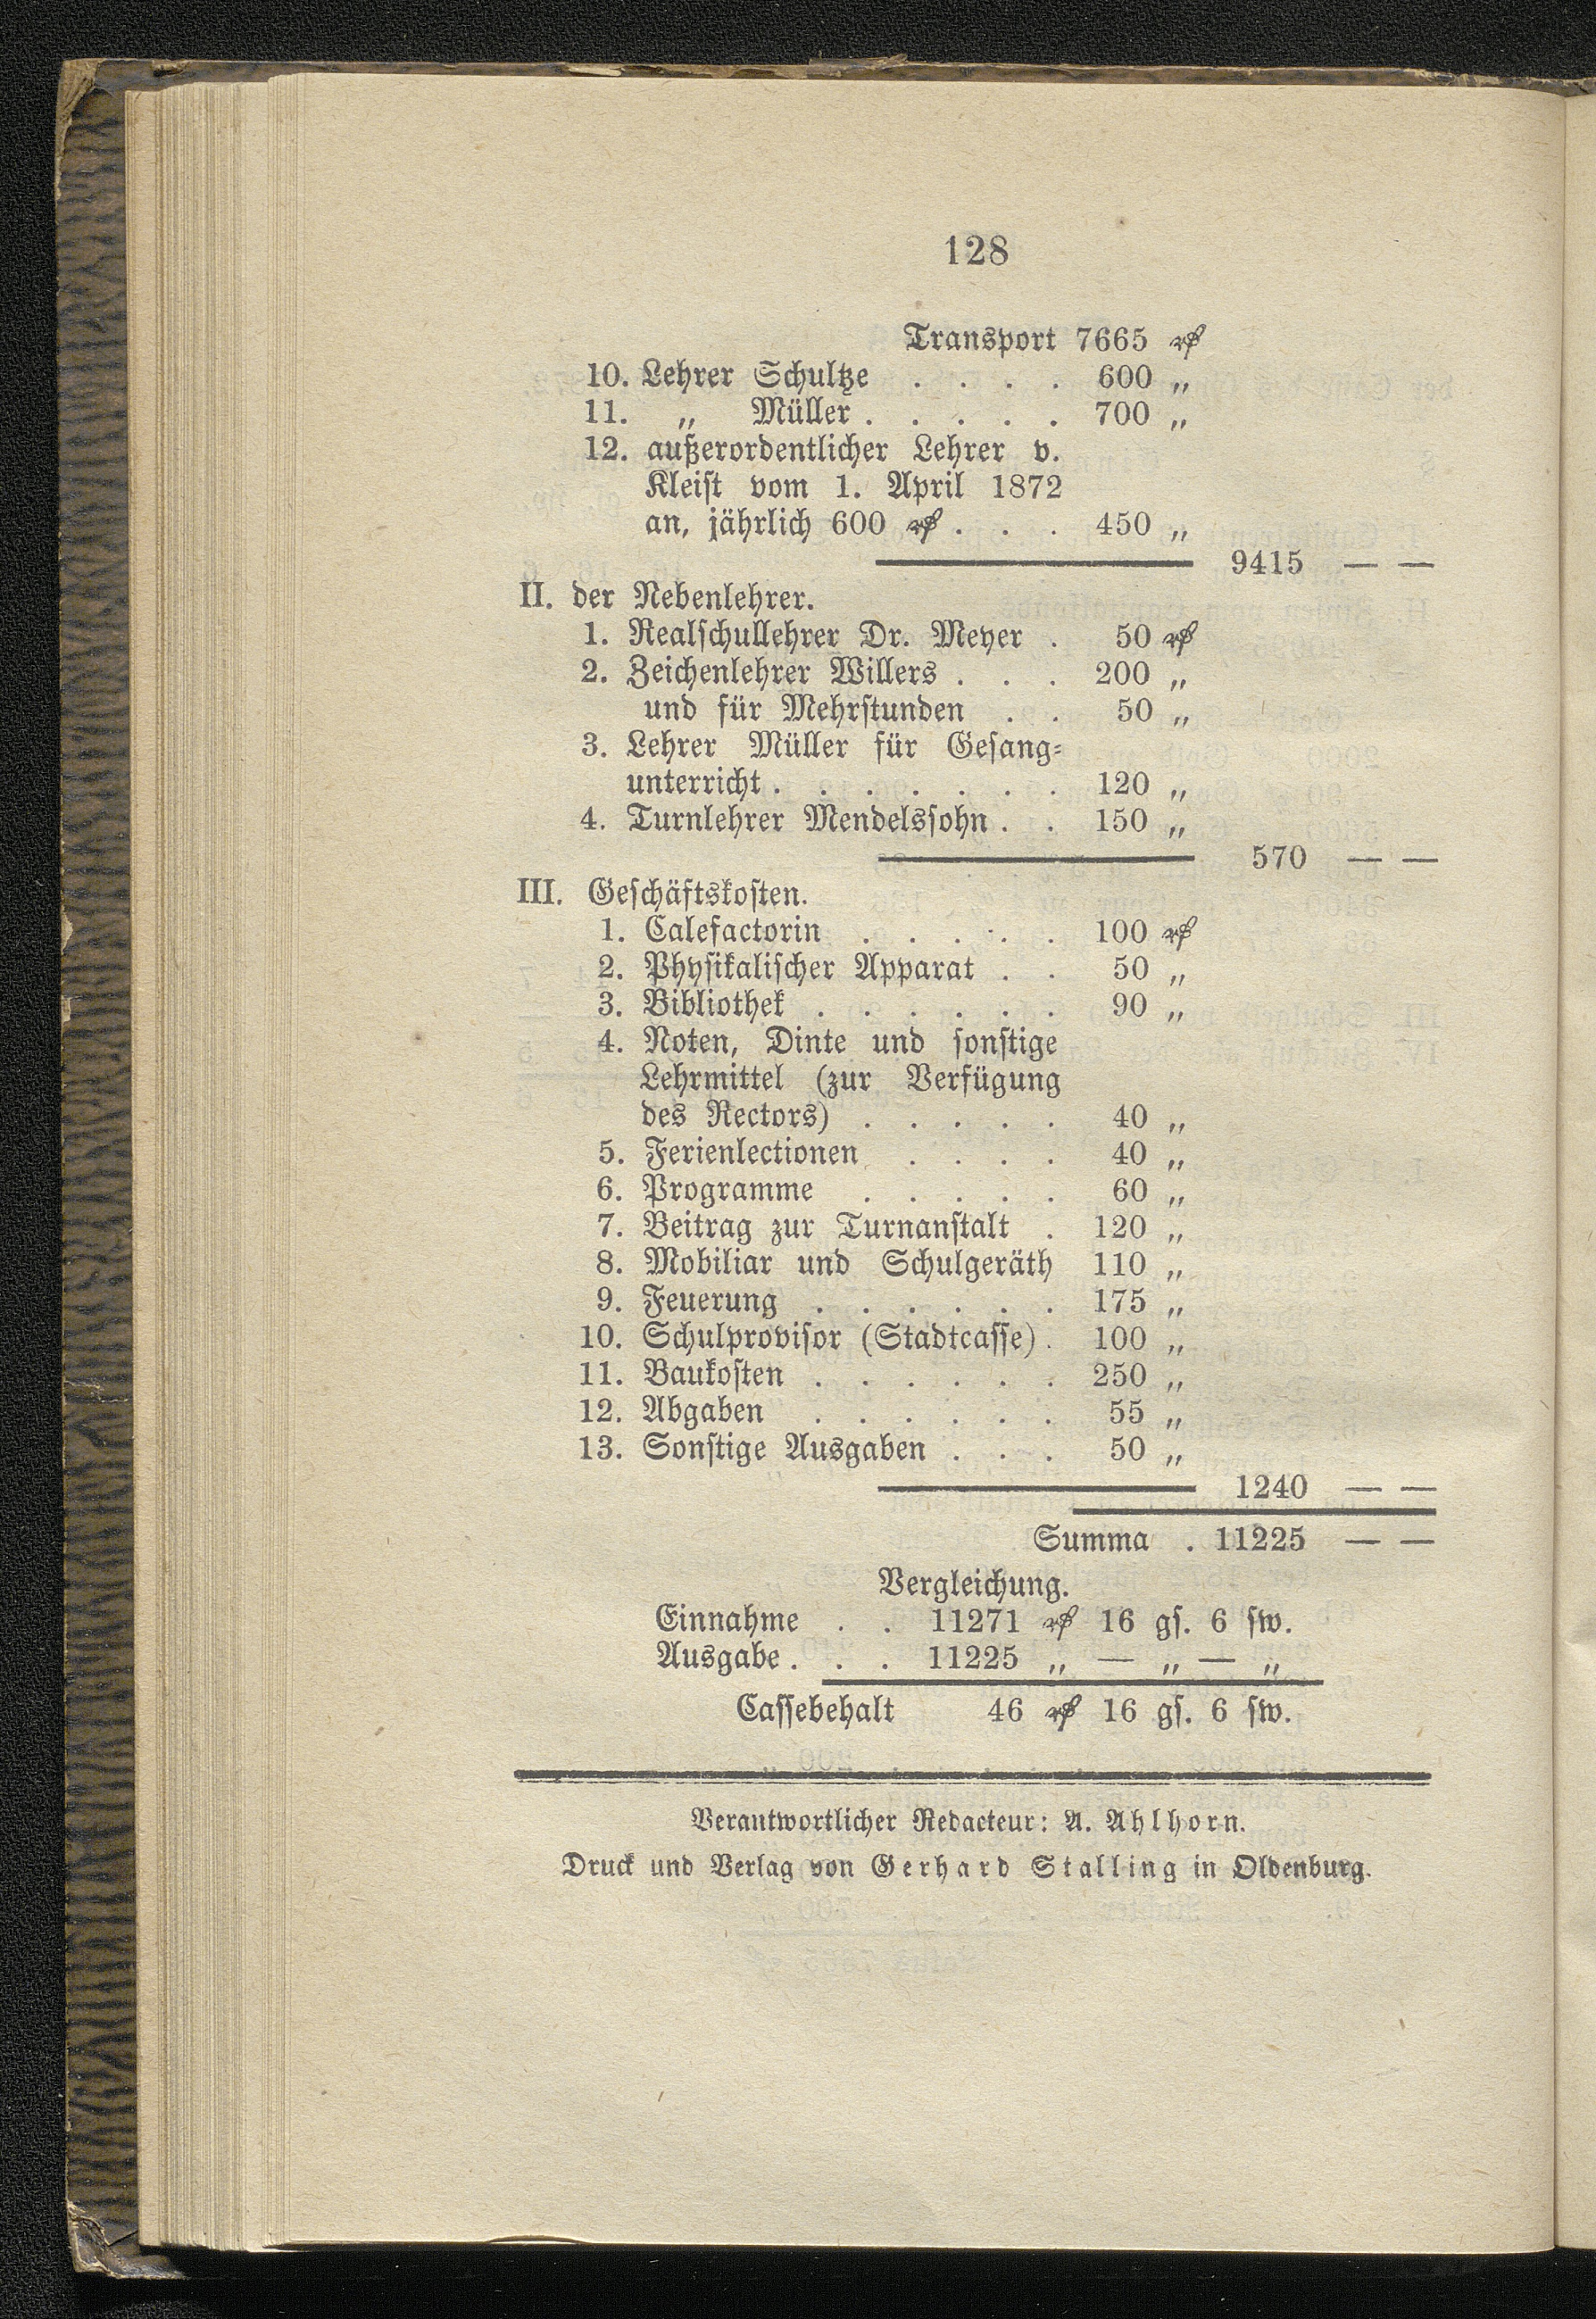 128
Transport 7665 ₰
10. Lehrer Schultze . . . . 600 „
11. „ Müller . . . . . 700 „
12. außerordentlicher Lehrer v.
Kleist vom 1. April 1872
an, jährlich 600 ₰ . . . 450 „
9415 — —
II. der Nebenlehrer.
1. Realschullehrer Dr. Meyer . 50 ₰
2. Zeichenlehrer Willers . . . 200 „
und für Mehrstunden . . 50 „
3. Lehrer Müller für Gesang-
unterricht . . . . . . . 120 „
4. Turnlehrer Mendelssohn . . 150 „
570 — —
III. Geschäftskosten.
1. Calefactorin . . . . . 100 ₰
2. Physikalischer Apparat . . 50 „
3. Bibliothek . . . . . . 90 „
4. Noten, Dinte und sonstige
Lehrmittel (zur Verfügung
des Rectors) . . . . . 40 „
5. Ferienlectionen . . . . 40 „
6. Programme . . . . . 60 „
7. Beitrag zur Turnanstalt . 120 „
8. Mobiliar und Schulgeräth 110 „
9. Feuerung . . . . . . 175 „
10. Schulprovisor (Stadtcasse) . 100 „
11. Baukosten . . . . . . 250 „
12. Abgaben . . . . . . 55 „
13. Sonstige Ausgaben . . . 50 „
1240 — —
Summa . 11225 — —
Vergleichung.
Einnahme . . 11271 ₰ 16 gs. 6 sw.
Ausgabe . . . 11225 „ — „ — „
Cassebehalt 46 ₰ 16 gs. 6 sw.
Verantwortlicher Redacteur: A. Ahlhorn.
Druck und Verlag von Gerhard Stalling in Oldenburg.